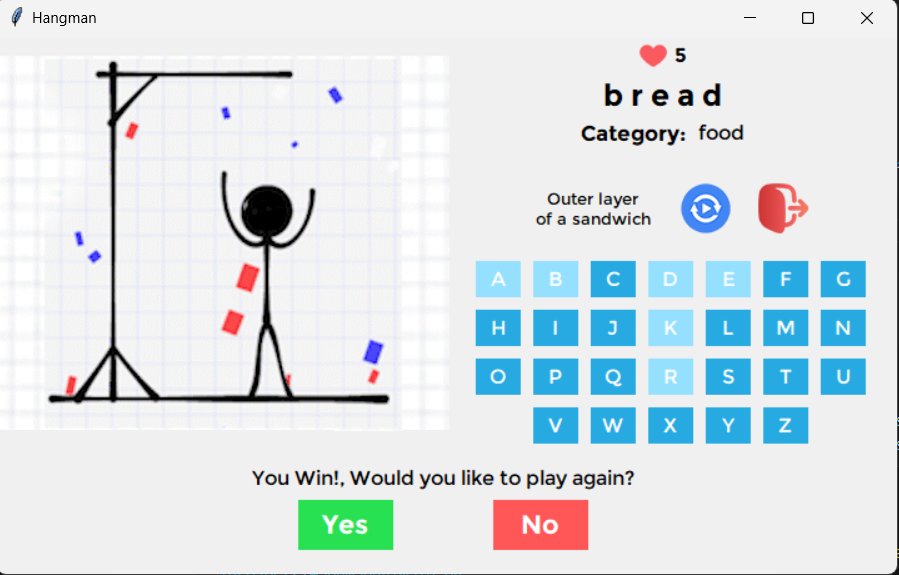 Hangman
5
b r e a d
Category: food
Outer layer
of a sandwich
A B C D E F G
H I J K L M N
O P Q R S T U
V W X Y Z
You Win!, Would you like to play again?
Yes No